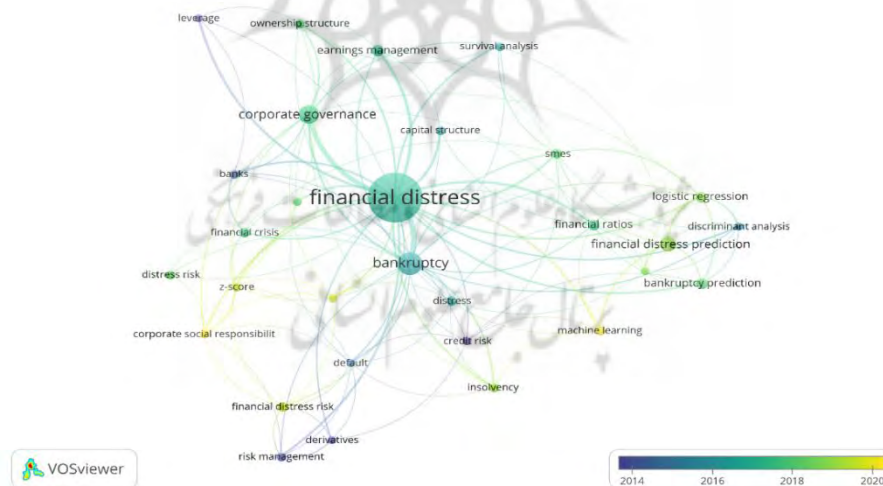 leverage
ownership structure
earnings management
survival analysis
corporate governance
capital structure
smes
banks
financial distress
logistic regression
financial ratios
discriminant analysis
financial crisis
financial distress prediction
bankruptcy
distress risk
z-score
bankruptcy prediction
distress
corporate social responsibilit
machine learning
credit risk
default
insolvency
financial distress risk
derivatives
risk management
VOSviewer
2014 2016 2018 2020